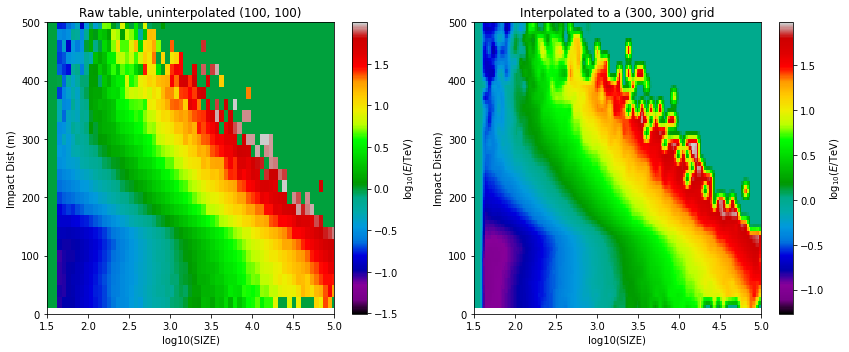 Raw table, uninterpolated (100, 100)
Impact Dist (m)
500
400
300
200
100
0
1.5 2.0 2.5 3.0 3.5 4.0 4.5 5.0
log10(SIZE)
1.5
1.0
0.5
0.0
−0.5
−1.0
−1.5
log₁₀(E/TeV)
Interpolated to a (300, 300) grid
Impact Dist(m)
500
400
300
200
100
0
1.5 2.0 2.5 3.0 3.5 4.0 4.5 5.0
log10(SIZE)
1.5
1.0
0.5
0.0
−0.5
−1.0
log₁₀(E/TeV)